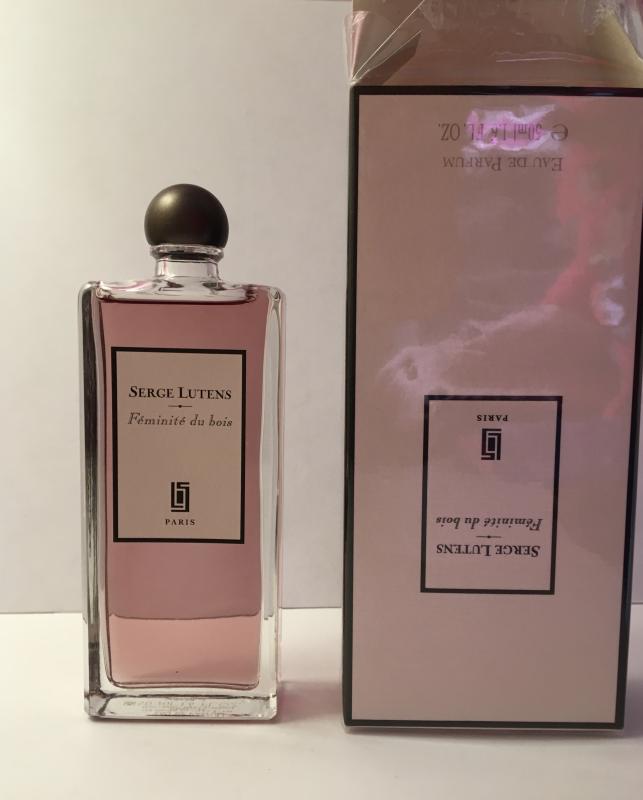 SERGE LUTENS
Féminité du bois
PARIS
EAU DE PARFUM
℮ 50ml 1.6 FL. OZ.
PARIS
Féminité du bois
SERGE LUTENS